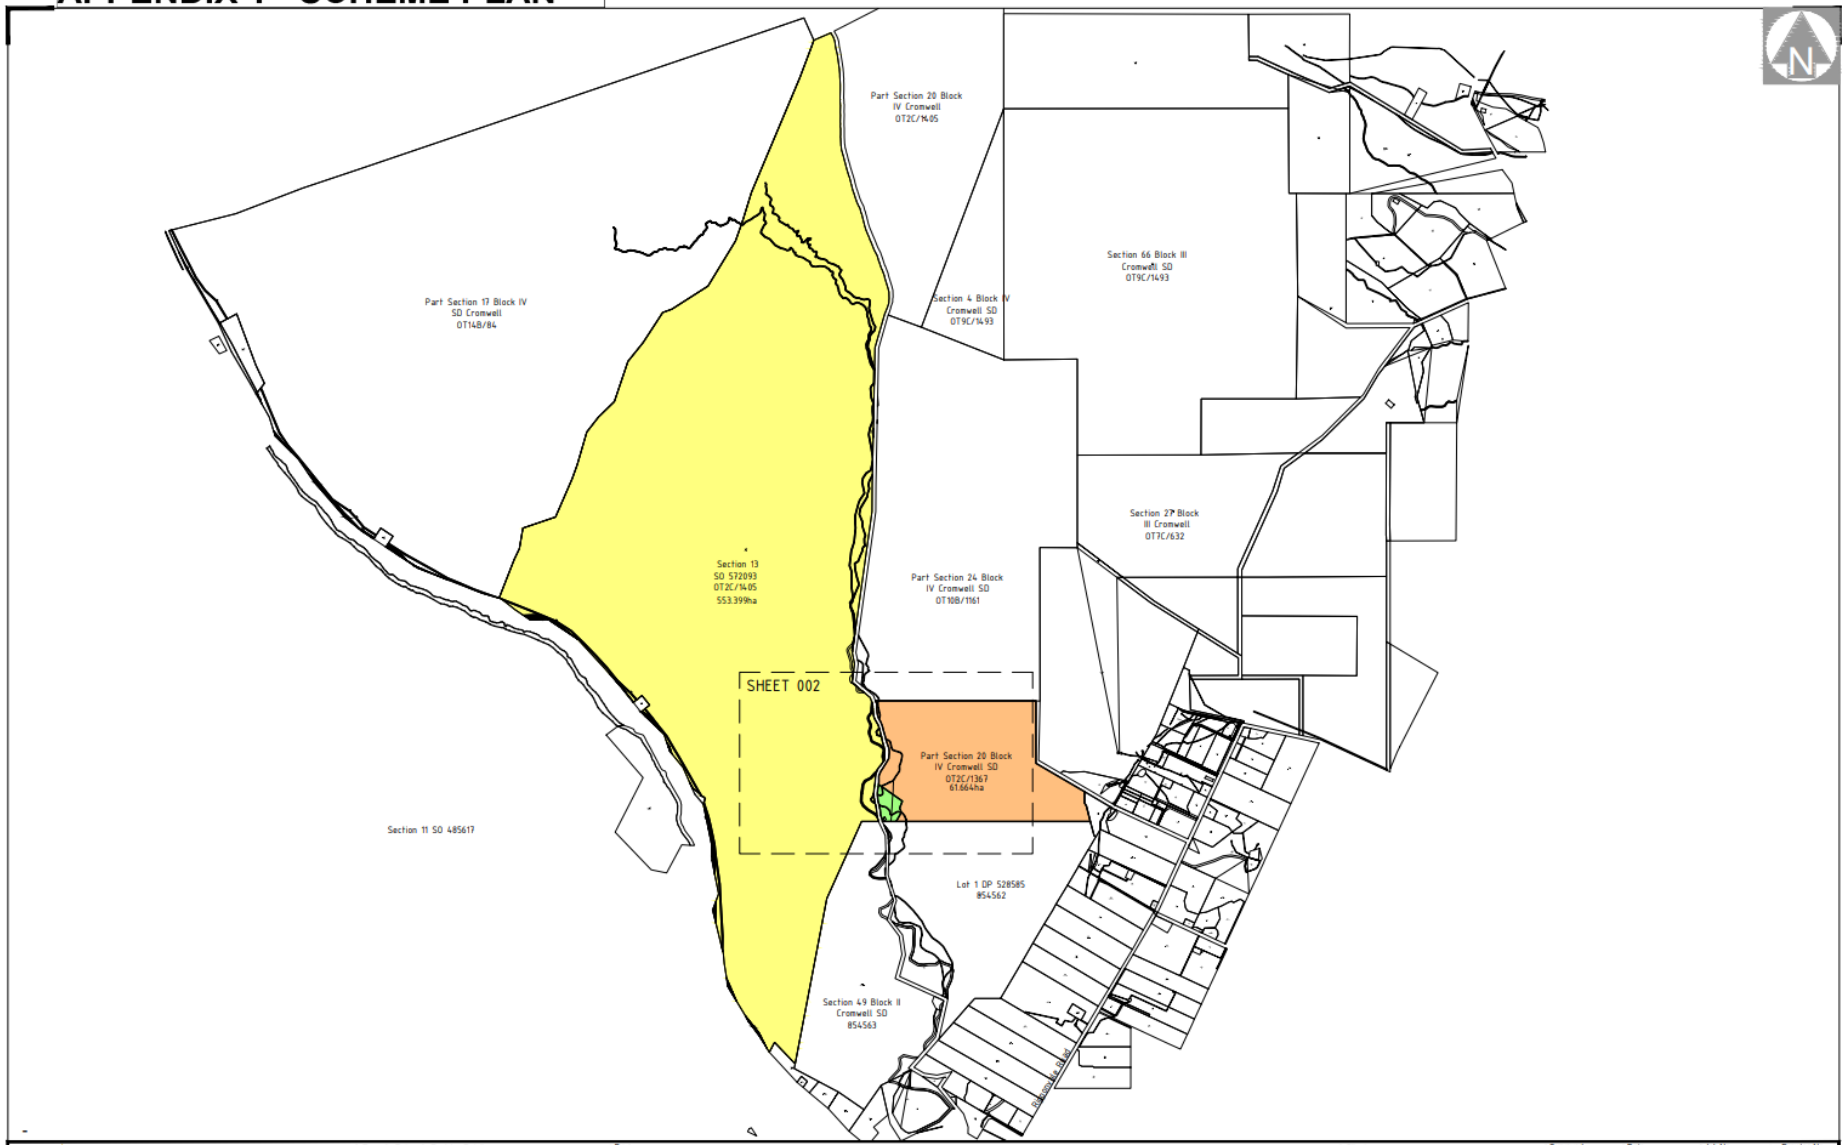 N
Part Section 20 Block
IV Cromwell
OT2C/1405
Section 66 Block III
Cromwell SD
OT9C/1493
Part Section 17 Block IV
SD Cromwell
OT14B/84
Section 4 Block IV
Cromwell SD
OT9C/1493
Section 27 Block
III Cromwell
OT7C/632
Section 13
SO 572093
OT2C/1405
553.399ha
Part Section 24 Block
IV Cromwell SD
OT10B/1161
SHEET 002
Part Section 20 Block
IV Cromwell SD
OT2C/1367
61.664ha
Section 11 SO 485617
Lot 1 DP 528585
854562
Section 49 Block II
Cromwell SD
854563
Road